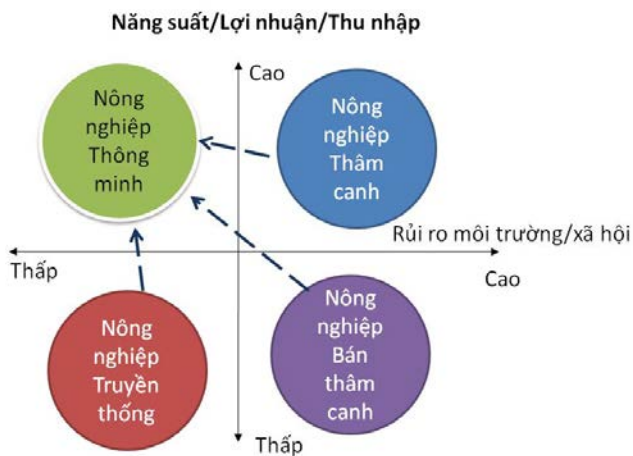 Năng suất/Lợi nhuận/Thu nhập
Cao
Nông
nghiệp
Thông
minh
Nông
nghiệp
Thâm
canh
Rủi ro môi trường/xã hội
Thấp
Cao
Nông
nghiệp
Truyền
thống
Nông
nghiệp
Bán
thâm
canh
Thấp